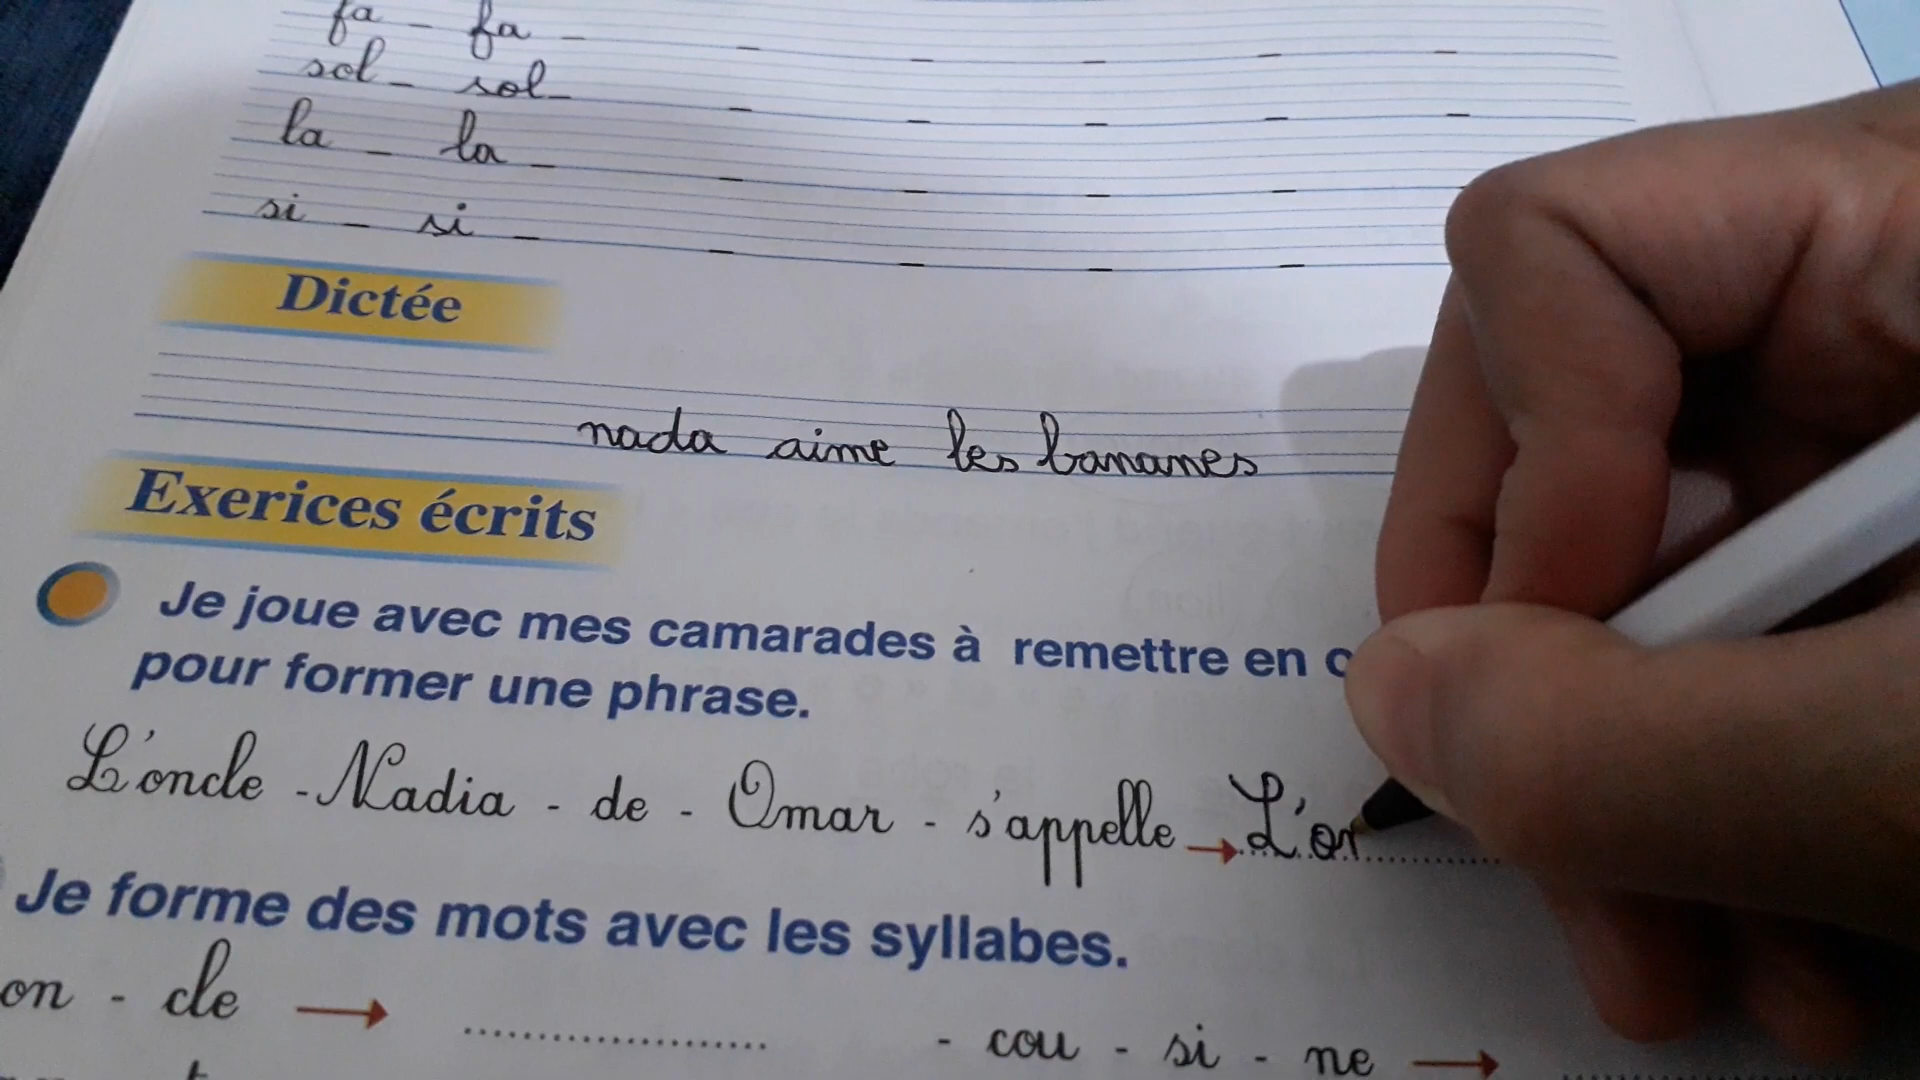 fa - fa -
sol - sol -
la - la -
si - si -
Dictée
nada aime les bananes
Exerices écrits
Je joue avec mes camarades à remettre en
pour former une phrase.
L'oncle - Nadia - de - Omar - s'appelle → L'on
Je forme des mots avec les syllabes.
on - cle → .................... - cou - si - ne →